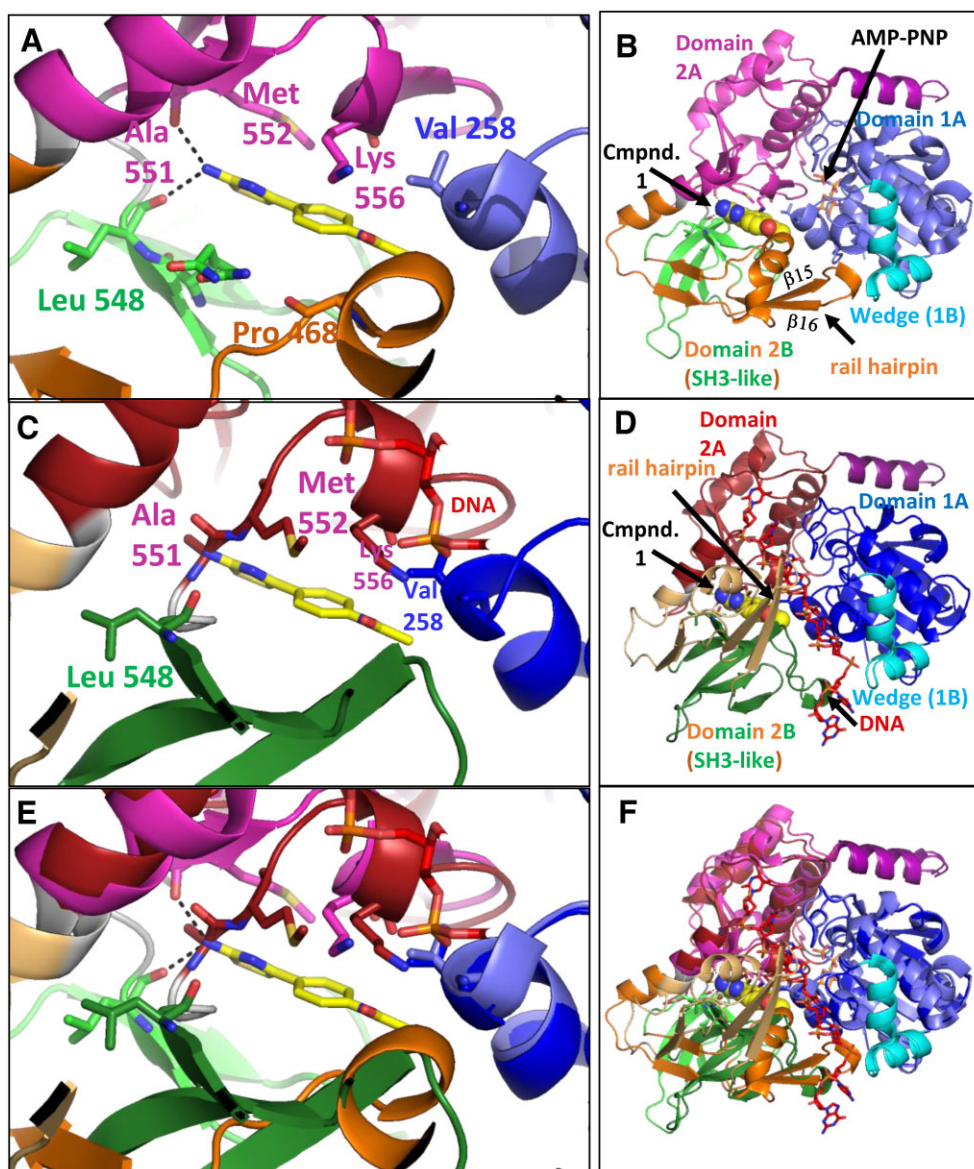 A
Met
552
Ala
551
Lys
556
Val 258
Leu 548
Pro 468
B
Domain
2A
AMP-PNP
Domain 1A
Cmpnd.
1
β15
β16
Wedge (1B)
Domain 2B
(SH3-like)
rail hairpin
C
Met
552
DNA
Ala
551
Lys
556
Val
258
Leu 548
D
Domain
2A
rail hairpin
Domain 1A
Cmpnd.
1
Wedge (1B)
Domain 2B
(SH3-like)
DNA
E
F